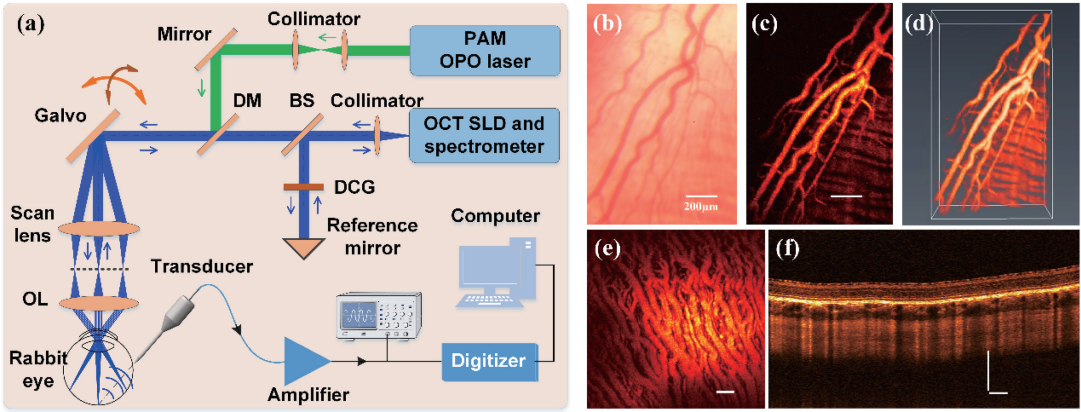 (a)
Collimator
Mirror
PAM
OPO laser
DM
BS
Collimator
Galvo
OCT SLD and
spectrometer
DCG
Scan
lens
Reference
mirror
Computer
Transducer
OL
Rabbit
eye
Amplifier
Digitizer
(b)
200μm
(c)
(d)
(e)
(f)